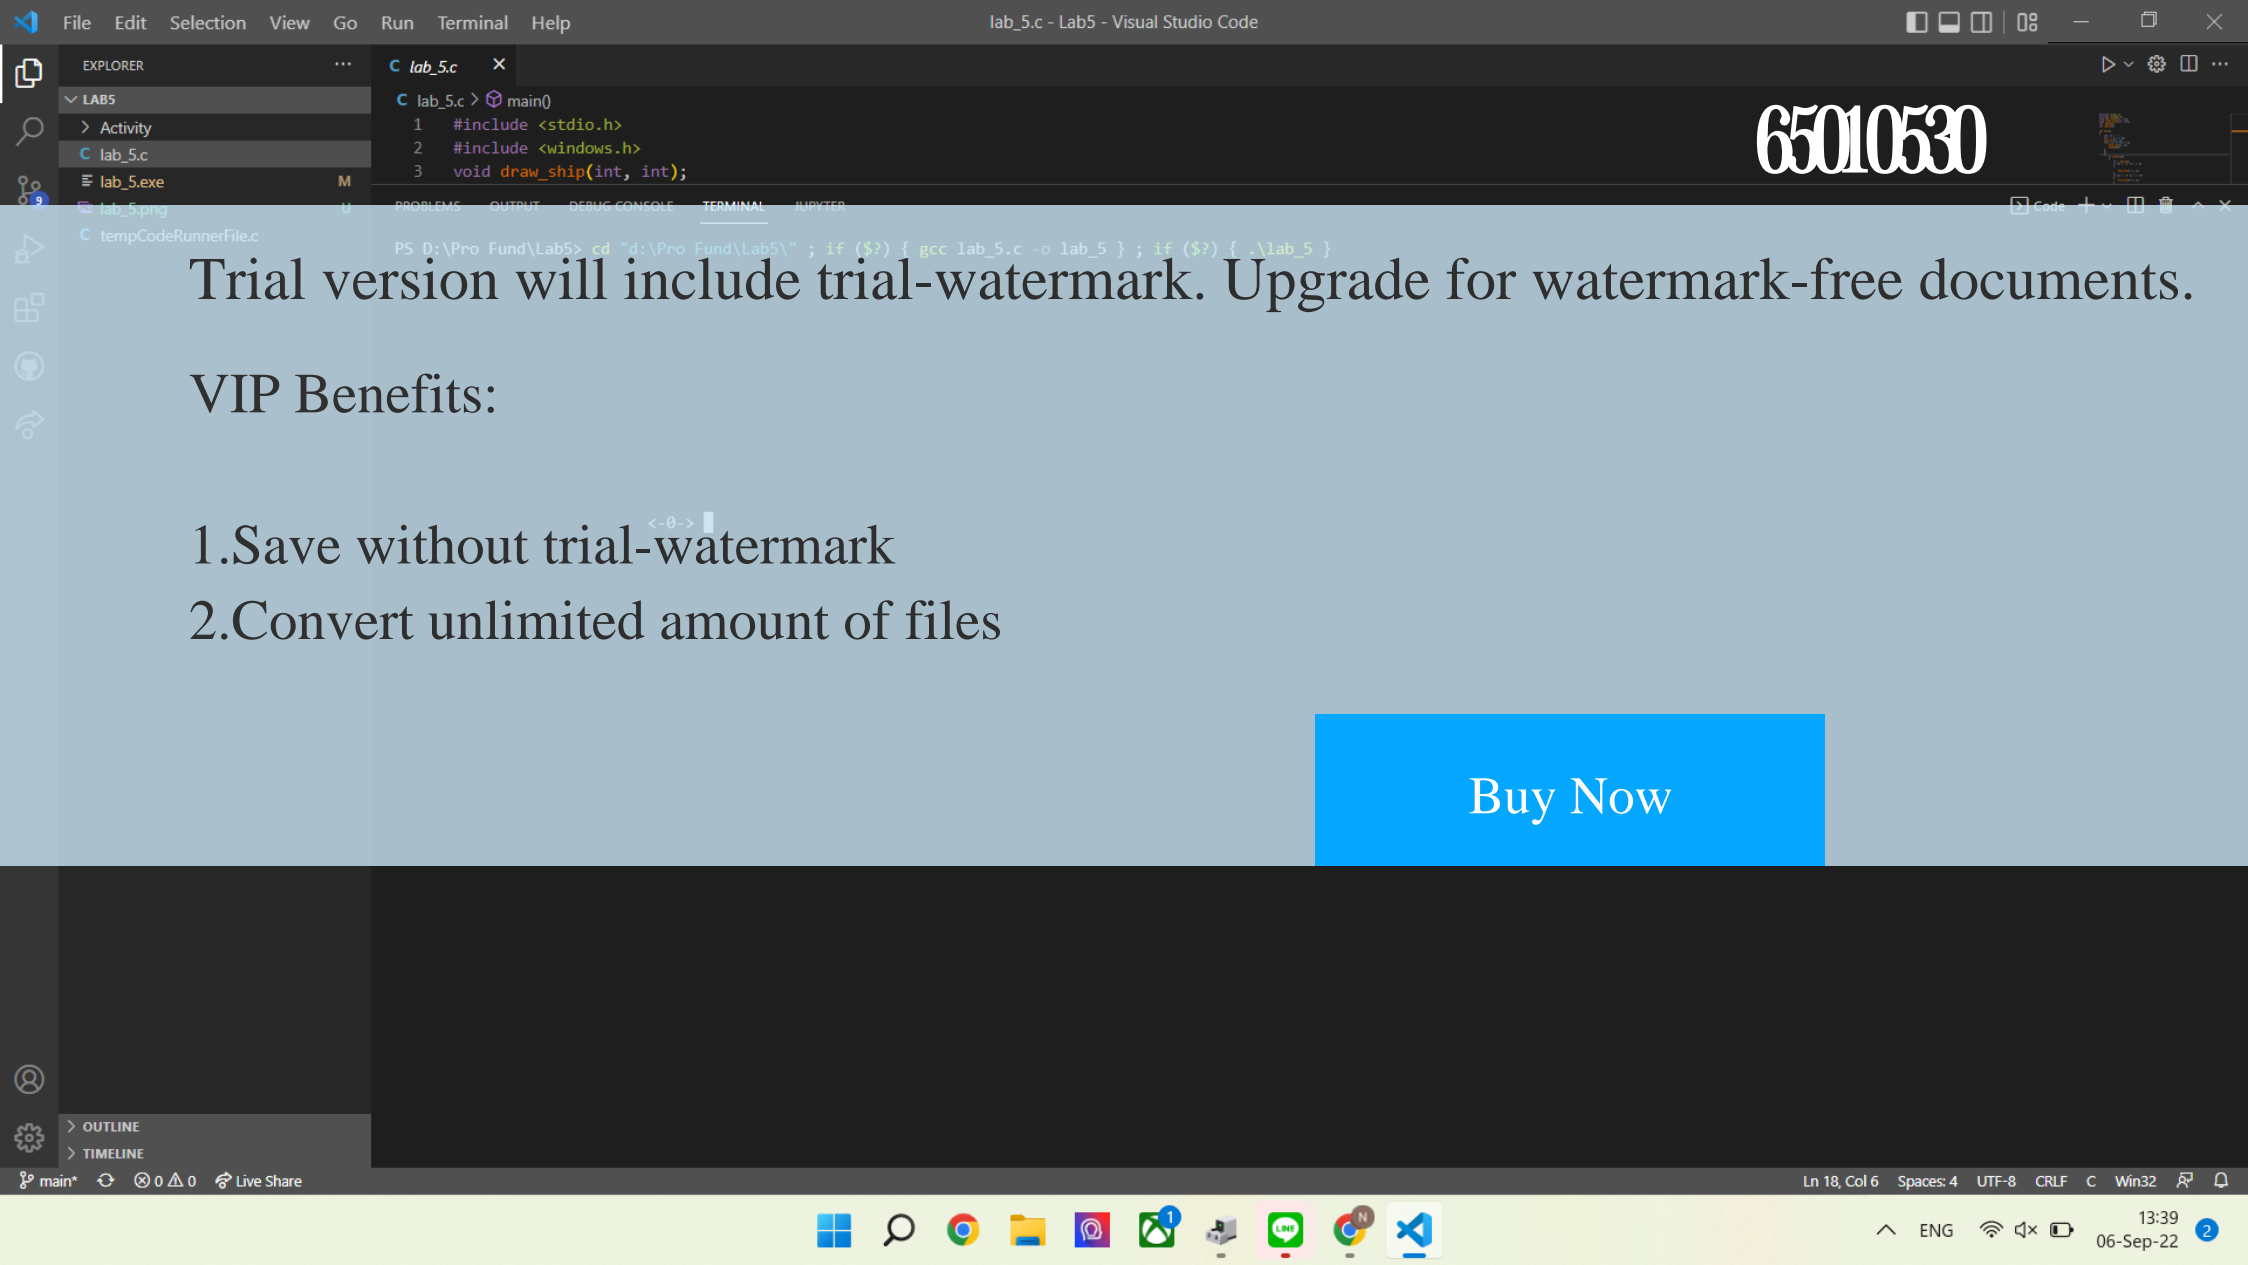 File Edit Selection View Go Run Terminal Help
lab_5.c - Lab5 - Visual Studio Code
EXPLORER
LAB5
Activity
lab_5.c
lab_5.exe M
lab_5.png U
tempCodeRunnerFile.c
OUTLINE
TIMELINE
C lab_5.c
C lab_5.c > main()
1 #include <stdio.h>
2 #include <windows.h>
3 void draw_ship(int, int);
65010530
PROBLEMS OUTPUT DEBUG CONSOLE TERMINAL JUPYTER
Code
PS D:\Pro Fund\Lab5> cd "d:\Pro Fund\Lab5\" ; if ($?) { gcc lab_5.c -o lab_5 } ; if ($?) { .\lab_5 }
Trial version will include trial-watermark. Upgrade for watermark-free documents.
VIP Benefits:
<-0->
1.Save without trial-watermark
2.Convert unlimited amount of files
Buy Now
main* 0 0 Live Share
Ln 18, Col 6 Spaces: 4 UTF-8 CRLF C Win32
ENG
13:39
06-Sep-22
2